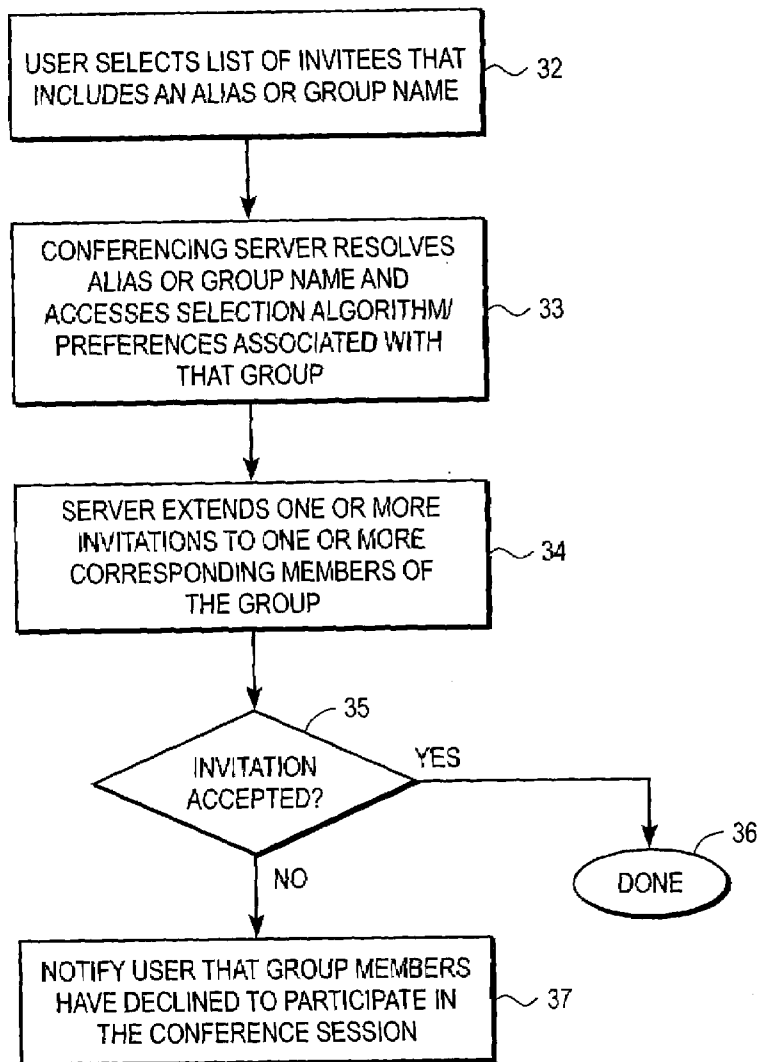 USER SELECTS LIST OF INVITEES THAT
INCLUDES AN ALIAS OR GROUP NAME
32
CONFERENCING SERVER RESOLVES
ALIAS OR GROUP NAME AND
ACCESSES SELECTION ALGORITHM/
PREFERENCES ASSOCIATED WITH
THAT GROUP
33
SERVER EXTENDS ONE OR MORE
INVITATIONS TO ONE OR MORE
CORRESPONDING MEMBERS OF
THE GROUP
34
35
INVITATION
ACCEPTED?
YES
36
DONE
NO
NOTIFY USER THAT GROUP MEMBERS
HAVE DECLINED TO PARTICIPATE IN
THE CONFERENCE SESSION
37